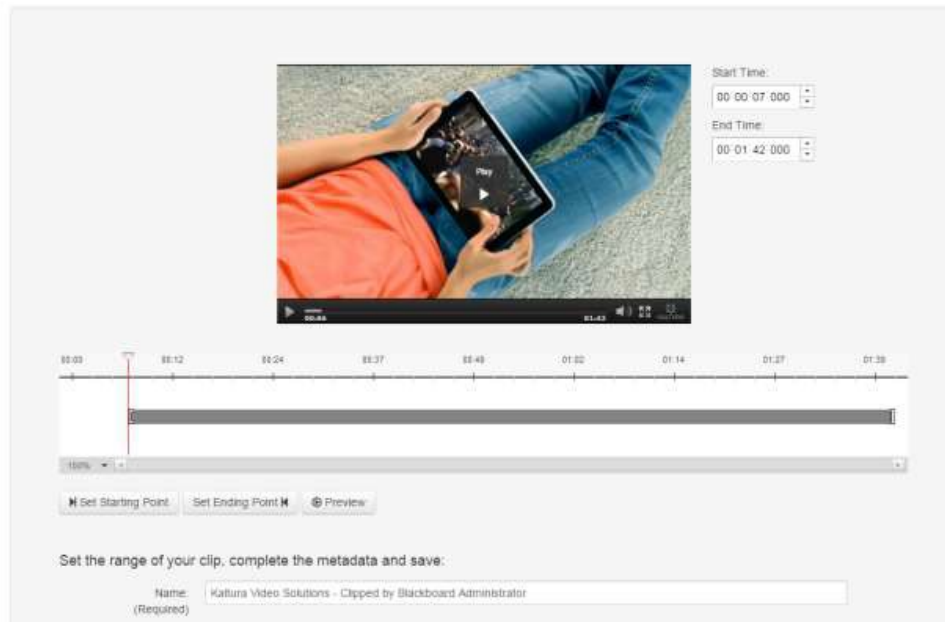 Start Time:
00 00 07 000
End Time:
00 01 42 000
Play
01:43
00:00 00:12 00:24 00:37 00:49 01:02 01:14 01:27 01:39
100%
Set Starting Point Set Ending Point Preview
Set the range of your clip, complete the metadata and save:
Name: Kaltura Video Solutions - Clipped by Blackboard Administrator
(Required)